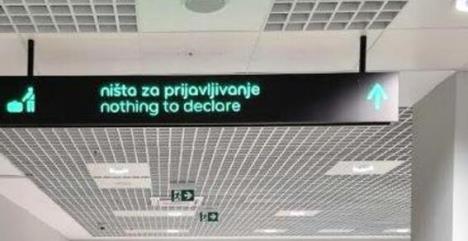 ništa za prijavljivanje
nothing to declare